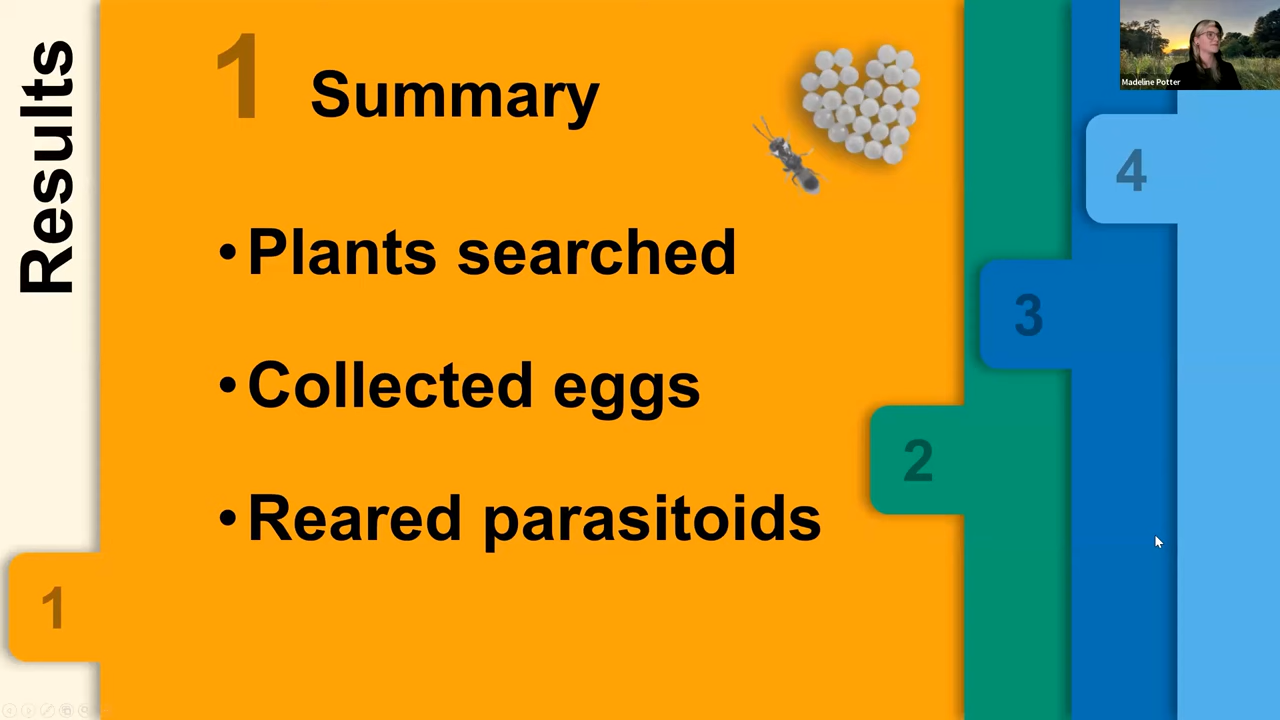 Results
1 Summary
• Plants searched
• Collected eggs
• Reared parasitoids
1
2
3
4
Madeline Potter